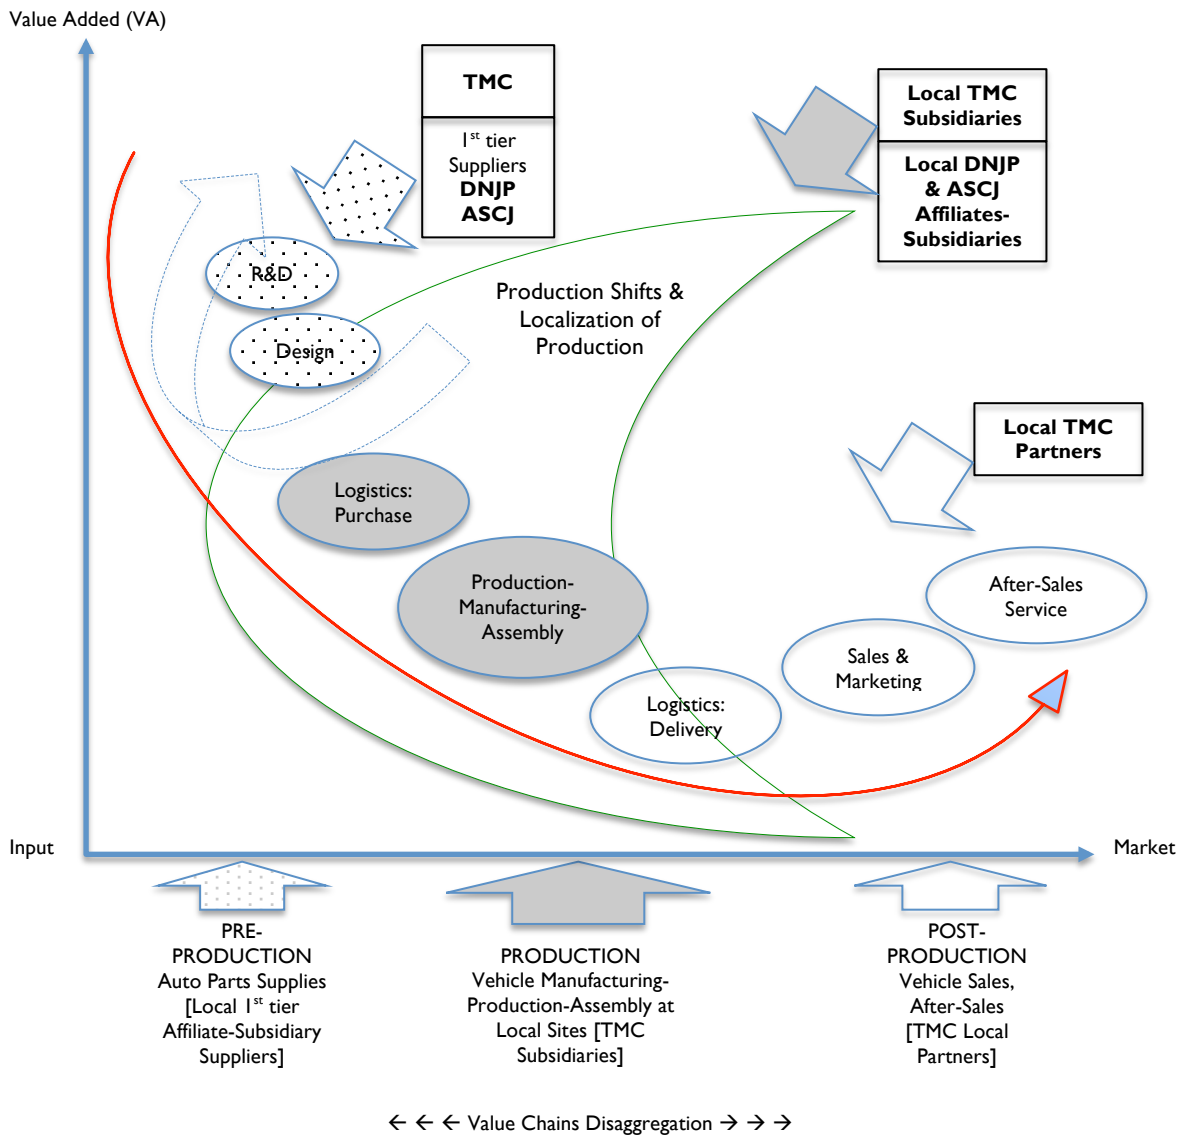 Value Added (VA)
TMC
1st tier
Suppliers
DNJP
ASCJ
Local TMC
Subsidiaries
Local DNJP
& ASCJ
Affiliates-
Subsidiaries
R&D
Design
Production Shifts &
Localization of
Production
Local TMC
Partners
Logistics:
Purchase
Production-
Manufacturing-
Assembly
After-Sales
Service
Sales &
Marketing
Logistics:
Delivery
Input
Market
PRE-
PRODUCTION
Auto Parts Supplies
[Local 1st tier
Affiliate-Subsidiary
Suppliers]
PRODUCTION
Vehicle Manufacturing-
Production-Assembly at
Local Sites [TMC
Subsidiaries]
POST-
PRODUCTION
Vehicle Sales,
After-Sales
[TMC Local
Partners]
← ← ← Value Chains Disaggregation → → →